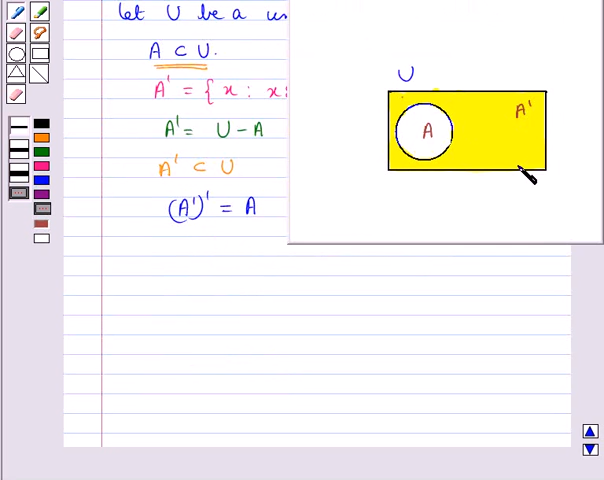 let U be a
A ⊂ U.
A' = { x : x :
A' = U - A
A' ⊂ U
(A')' = A
U
A'
A